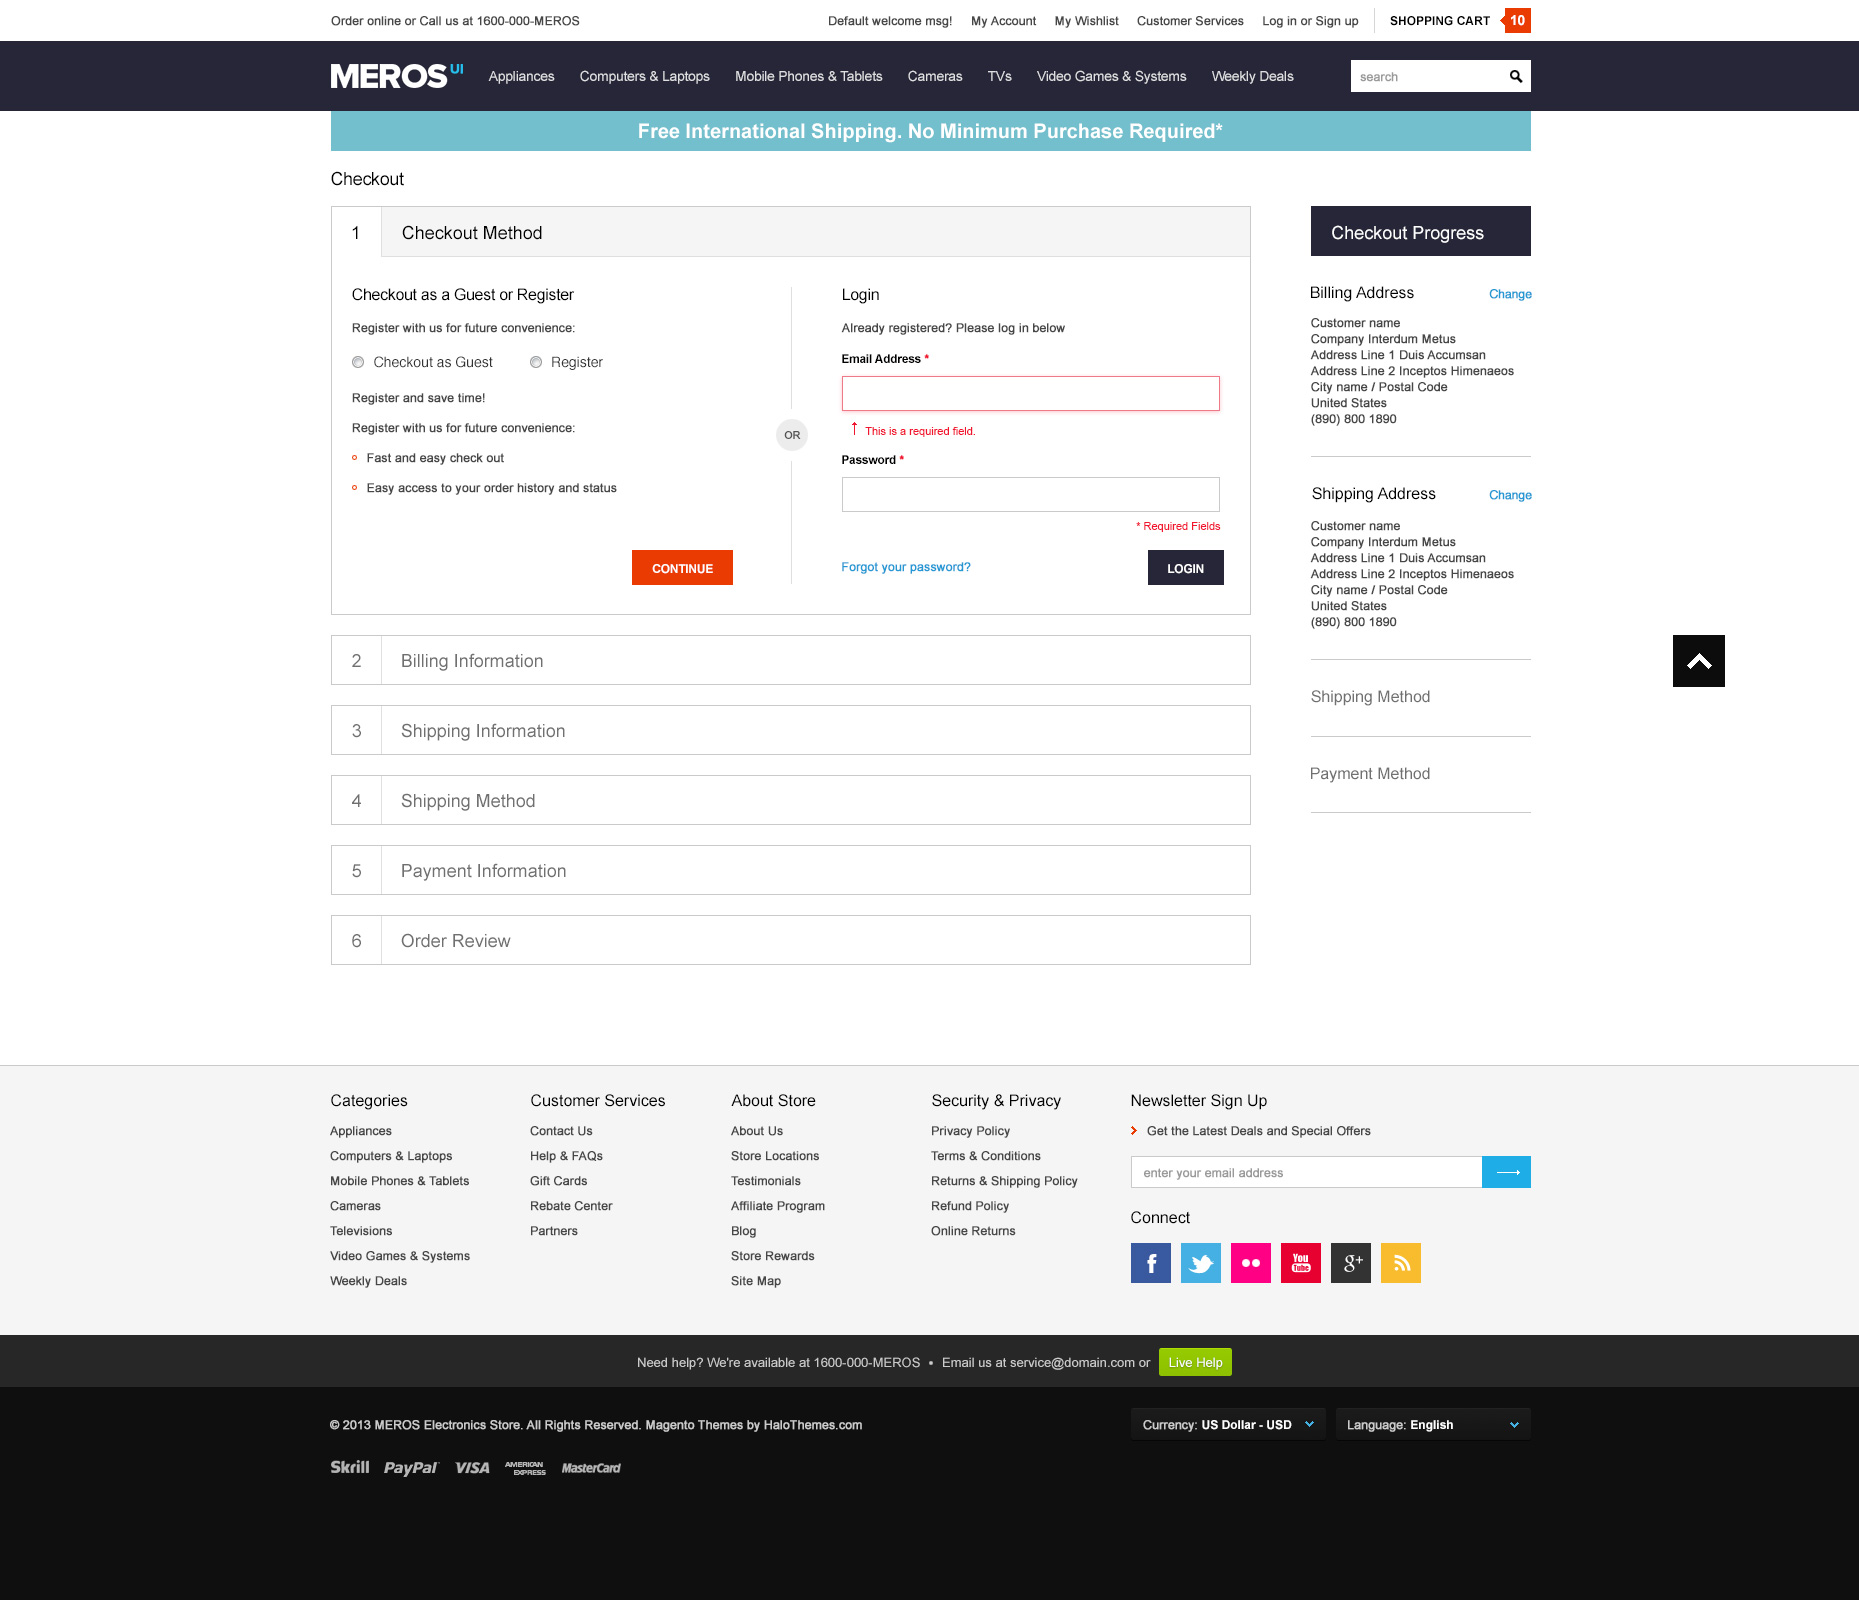 Order online or Call us at 1600-000-MEROS
Default welcome msg! My Account My Wishlist Customer Services Log in or Sign up SHOPPING CART 10
MEROS UI Appliances Computers & Laptops Mobile Phones & Tablets Cameras TVs Video Games & Systems Weekly Deals search
Free International Shipping. No Minimum Purchase Required*
Checkout
1 Checkout Method
Checkout as a Guest or Register
Register with us for future convenience:
Checkout as Guest Register
Register and save time!
Register with us for future convenience:
Fast and easy check out
Easy access to your order history and status
CONTINUE
OR
Login
Already registered? Please log in below
Email Address *
This is a required field.
Password *
* Required Fields
Forgot your password? LOGIN
2 Billing Information
3 Shipping Information
4 Shipping Method
5 Payment Information
6 Order Review
Checkout Progress
Billing Address Change
Customer name
Company Interdum Metus
Address Line 1 Duis Accumsan
Address Line 2 Inceptos Himenaeos
City name / Postal Code
United States
(890) 800 1890
Shipping Address Change
Customer name
Company Interdum Metus
Address Line 1 Duis Accumsan
Address Line 2 Inceptos Himenaeos
City name / Postal Code
United States
(890) 800 1890
Shipping Method
Payment Method
Categories
Appliances
Computers & Laptops
Mobile Phones & Tablets
Cameras
Televisions
Video Games & Systems
Weekly Deals
Customer Services
Contact Us
Help & FAQs
Gift Cards
Rebate Center
Partners
About Store
About Us
Store Locations
Testimonials
Affiliate Program
Blog
Store Rewards
Site Map
Security & Privacy
Privacy Policy
Terms & Conditions
Returns & Shipping Policy
Refund Policy
Online Returns
Newsletter Sign Up
Get the Latest Deals and Special Offers
enter your email address
Connect
f You Tube g+
Need help? We're available at 1600-000-MEROS • Email us at service@domain.com or Live Help
© 2013 MEROS Electronics Store. All Rights Reserved. Magento Themes by HaloThemes.com
Currency: US Dollar - USD Language: English
Skrill PayPal VISA AMERICAN EXPRESS MasterCard